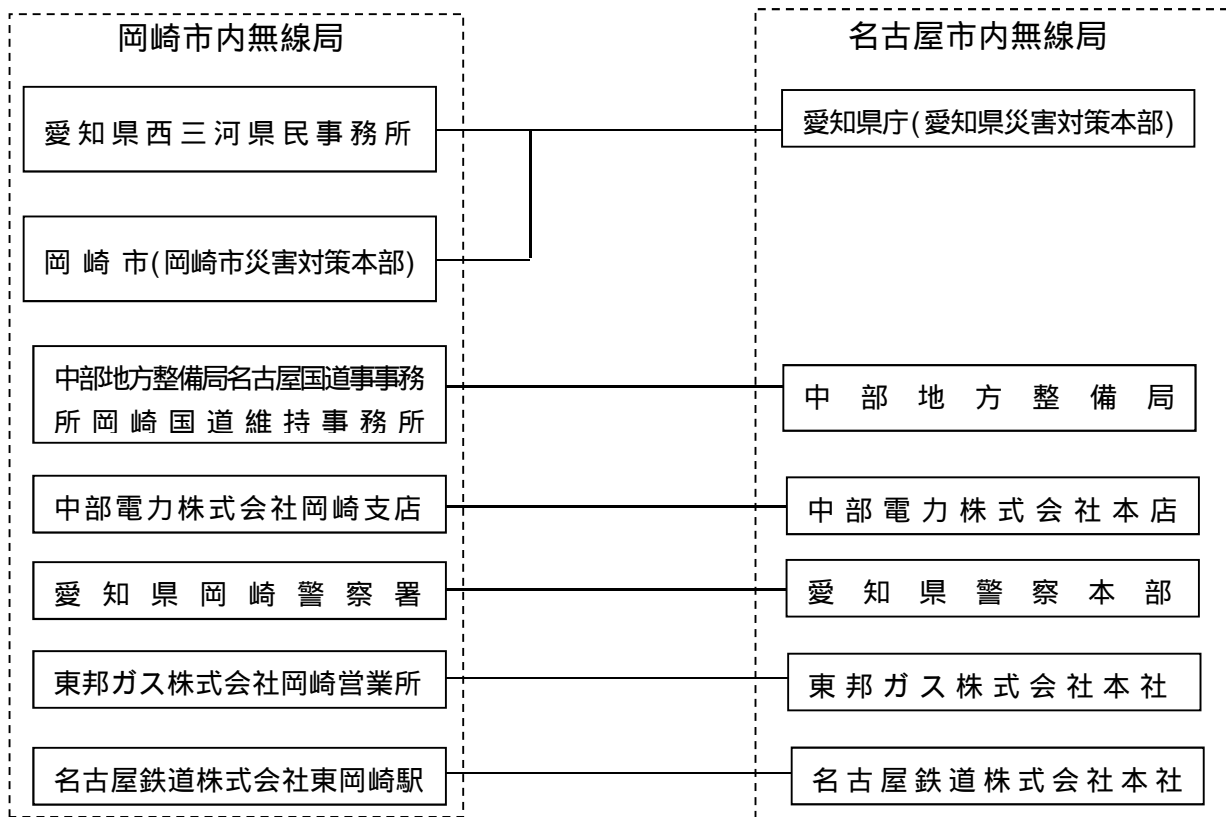 岡崎市内無線局
愛知県西三河県民事務所
岡崎市(岡崎市災害対策本部)
中部地方整備局名古屋国道事事務
所岡崎国道維持事務所
中部電力株式会社岡崎支店
愛知県岡崎警察署
東邦ガス株式会社岡崎営業所
名古屋鉄道株式会社東岡崎駅
名古屋市内無線局
愛知県庁(愛知県災害対策本部)
中部地方整備局
中部電力株式会社本店
愛知県警察本部
東邦ガス株式会社本社
名古屋鉄道株式会社本社